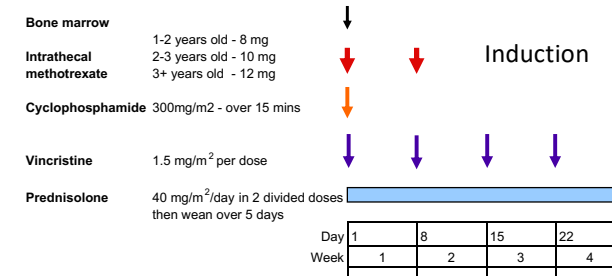 Bone marrow
1-2 years old - 8 mg
Intrathecal 2-3 years old - 10 mg
methotrexate 3+ years old - 12 mg
Induction
Cyclophosphamide 300mg/m2 - over 15 mins
Vincristine 1.5 mg/m2 per dose
Prednisolone 40 mg/m2/day in 2 divided doses
then wean over 5 days
Day 1 8 15 22
Week 1 2 3 4